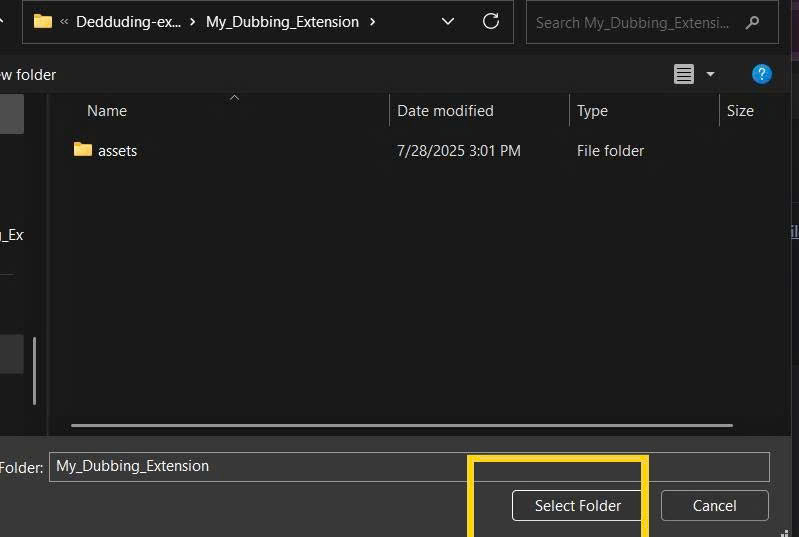 « Dedduding-ex... › My_Dubbing_Extension ›
Search My_Dubbing_Extensi...
w folder
?
Name Date modified Type Size
assets 7/28/2025 3:01 PM File folder
_Ex
Folder: My_Dubbing_Extension
Select Folder Cancel